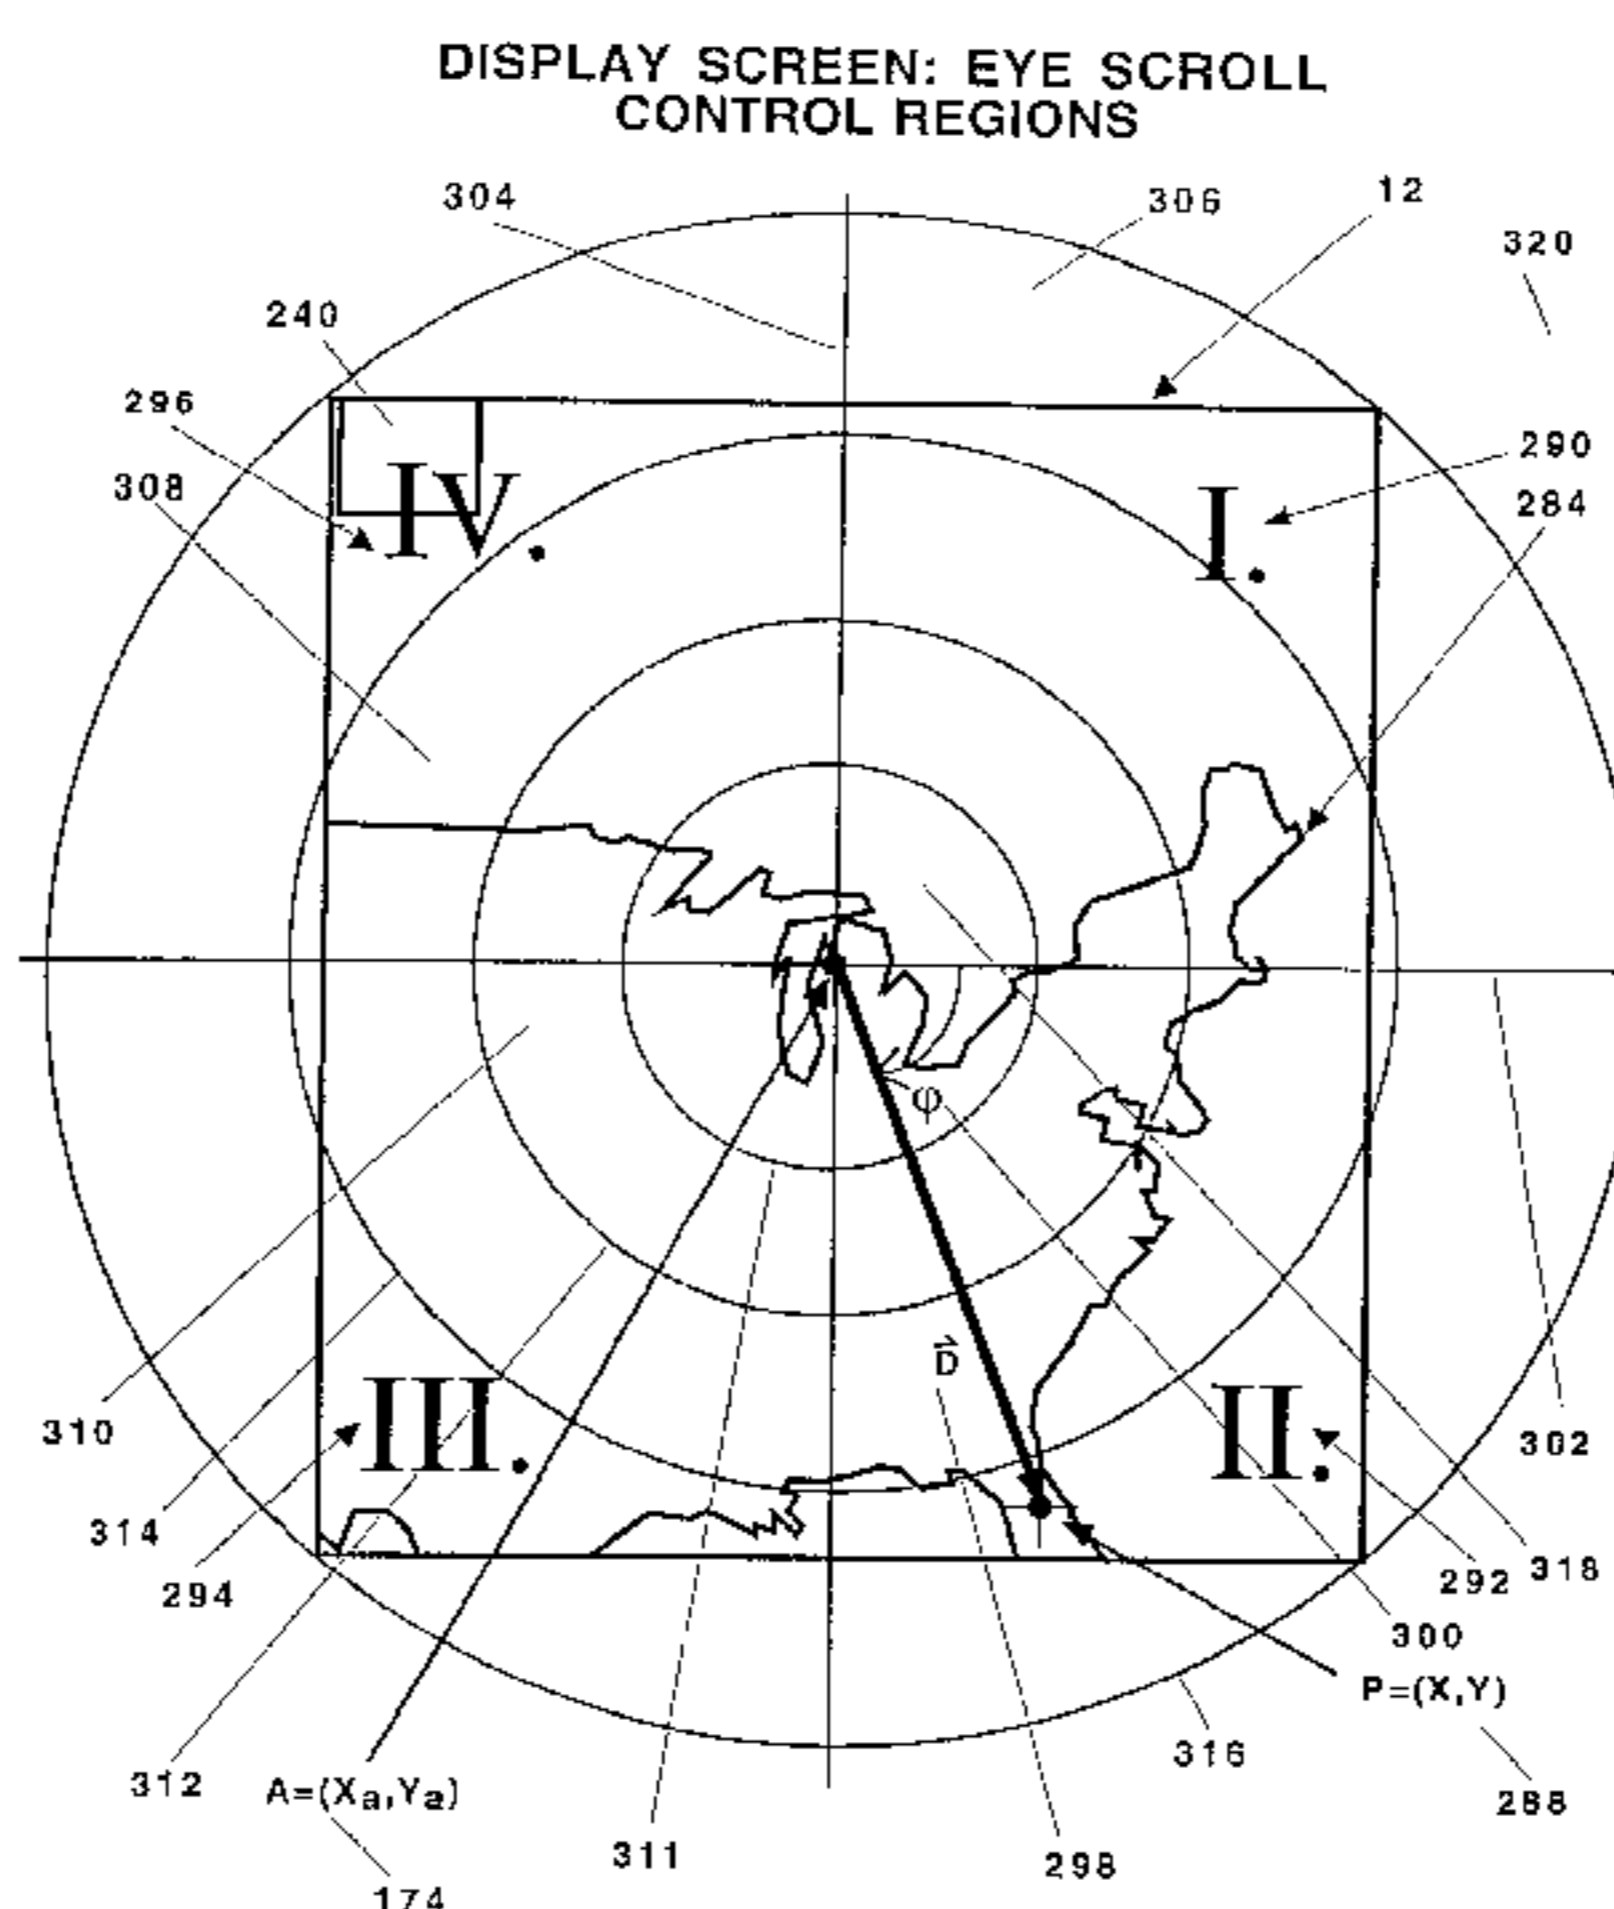 DISPLAY SCREEN: EYE SCROLL
CONTROL REGIONS
304
306
12
320
240
296
290
308
284
IV.
I.
φ
D
310
III.
II.
302
314
294
292
318
300
P=(X,Y)
316
312
A=(Xa,Ya)
288
311
298
174